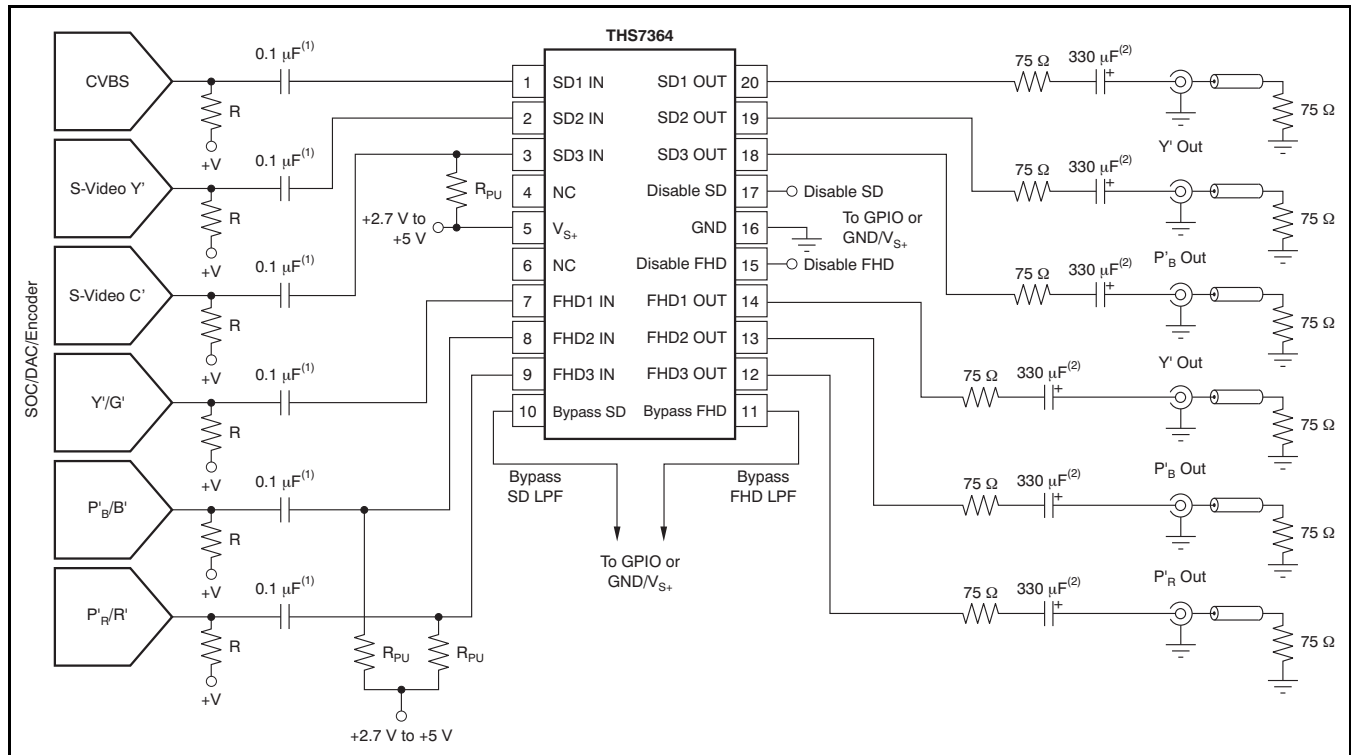 THS7364
SOC/DAC/Encoder
CVBS
R
+V
0.1 µF(1)
S-Video Y'
R
+V
0.1 µF(1)
S-Video C'
R
+V
0.1 µF(1)
Y'/G'
R
+V
0.1 µF(1)
P'B/B'
R
+V
0.1 µF(1)
P'R/R'
R
+V
0.1 µF(1)
RPU
+2.7 V to
+5 V
RPU
RPU
+2.7 V to +5 V
1 SD1 IN
2 SD2 IN
3 SD3 IN
4 NC
5 VS+
6 NC
7 FHD1 IN
8 FHD2 IN
9 FHD3 IN
10 Bypass SD
SD1 OUT 20
SD2 OUT 19
SD3 OUT 18
Disable SD 17
GND 16
Disable FHD 15
FHD1 OUT 14
FHD2 OUT 13
FHD3 OUT 12
Bypass FHD 11
Bypass
SD LPF
Bypass
FHD LPF
To GPIO or
GND/VS+
Disable SD
To GPIO or
GND/VS+
Disable FHD
75 Ω
330 µF(2)
+
75 Ω
Y' Out
75 Ω
330 µF(2)
+
75 Ω
P'B Out
75 Ω
330 µF(2)
+
75 Ω
Y' Out
75 Ω
330 µF(2)
+
75 Ω
P'B Out
75 Ω
330 µF(2)
+
75 Ω
P'R Out
75 Ω
330 µF(2)
+
75 Ω